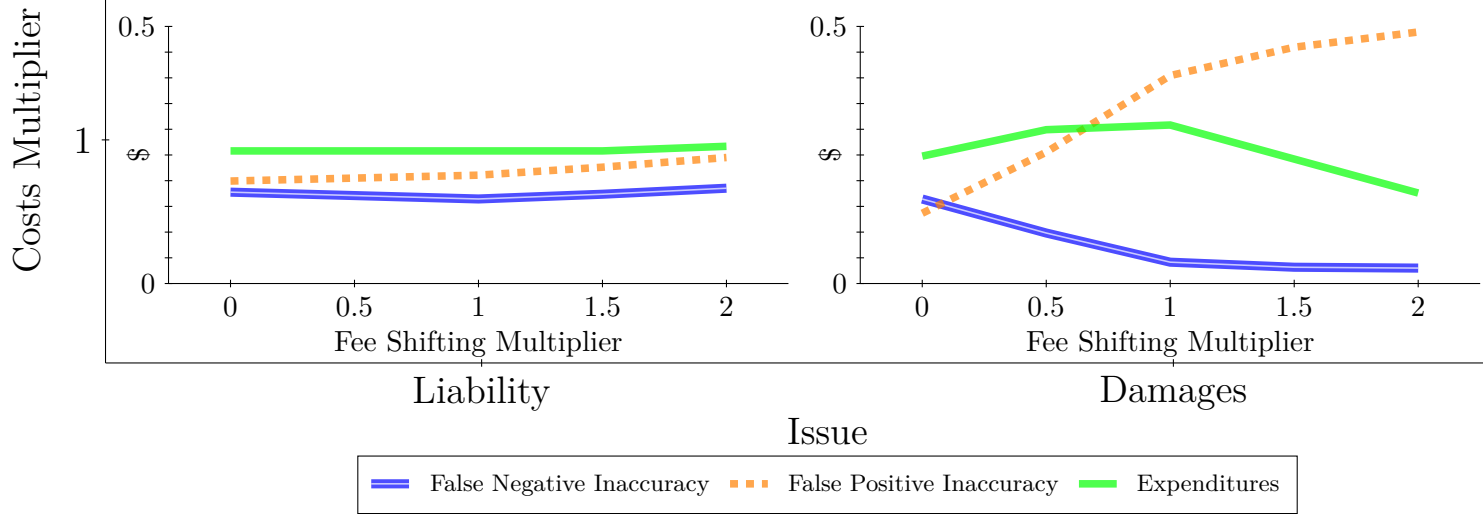 Costs Multiplier
1
0.5
$
0
0 0.5 1 1.5 2
Fee Shifting Multiplier
0.5
$
0
0 0.5 1 1.5 2
Fee Shifting Multiplier
Liability
Damages
Issue
False Negative Inaccuracy False Positive Inaccuracy Expenditures